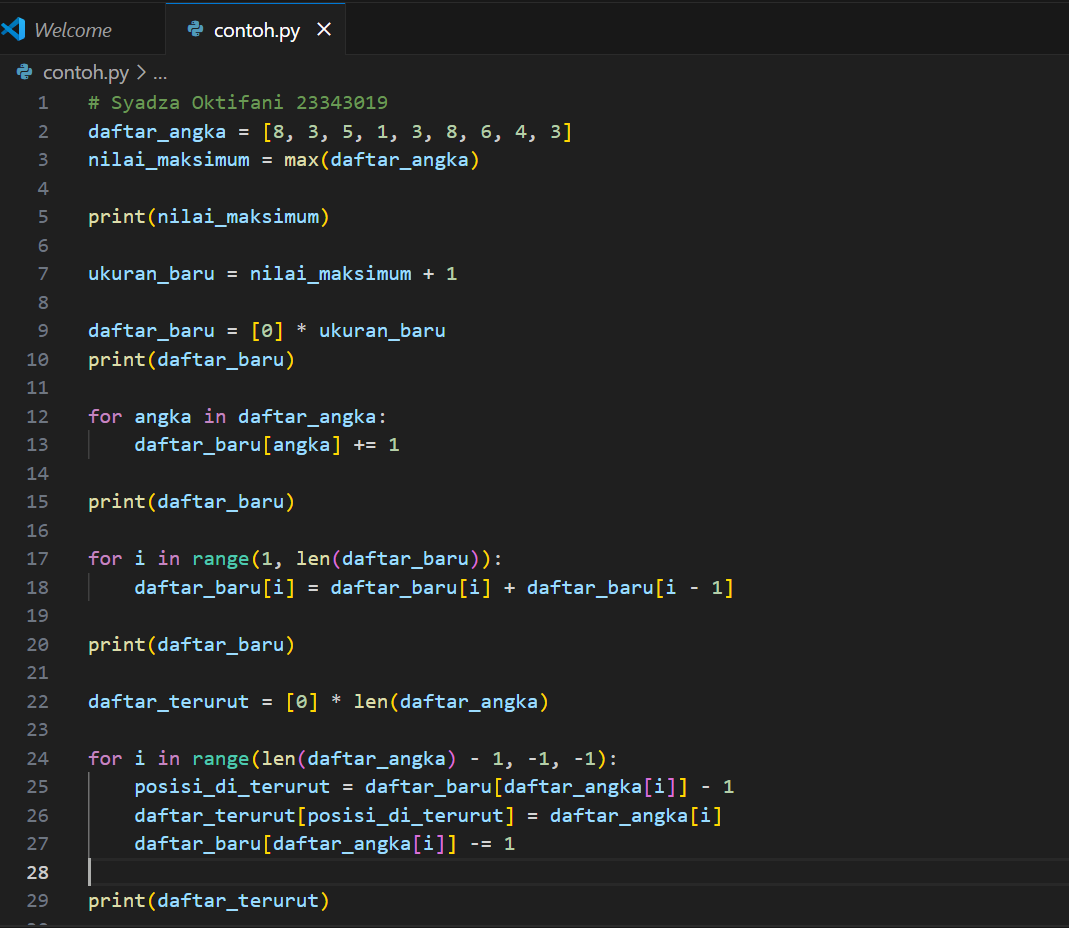 Welcome
contoh.py
contoh.py > ...
1 # Syadza Oktifani 23343019
2 daftar_angka = [8, 3, 5, 1, 3, 8, 6, 4, 3]
3 nilai_maksimum = max(daftar_angka)
4
5 print(nilai_maksimum)
6
7 ukuran_baru = nilai_maksimum + 1
8
9 daftar_baru = [0] * ukuran_baru
10 print(daftar_baru)
11
12 for angka in daftar_angka:
13     daftar_baru[angka] += 1
14
15 print(daftar_baru)
16
17 for i in range(1, len(daftar_baru)):
18     daftar_baru[i] = daftar_baru[i] + daftar_baru[i - 1]
19
20 print(daftar_baru)
21
22 daftar_terurut = [0] * len(daftar_angka)
23
24 for i in range(len(daftar_angka) - 1, -1, -1):
25     posisi_di_terurut = daftar_baru[daftar_angka[i]] - 1
26     daftar_terurut[posisi_di_terurut] = daftar_angka[i]
27     daftar_baru[daftar_angka[i]] -= 1
28
29 print(daftar_terurut)